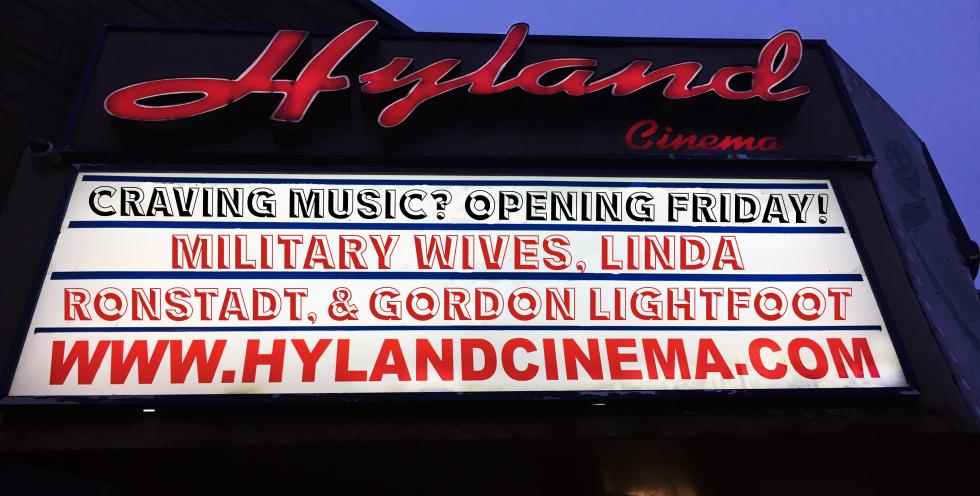 Hyland
Cinema
CRAVING MUSIC? OPENING FRIDAY!
MILITARY WIVES, LINDA
RONSTADT, & GORDON LIGHTFOOT
WWW.HYLANDCINEMA.COM